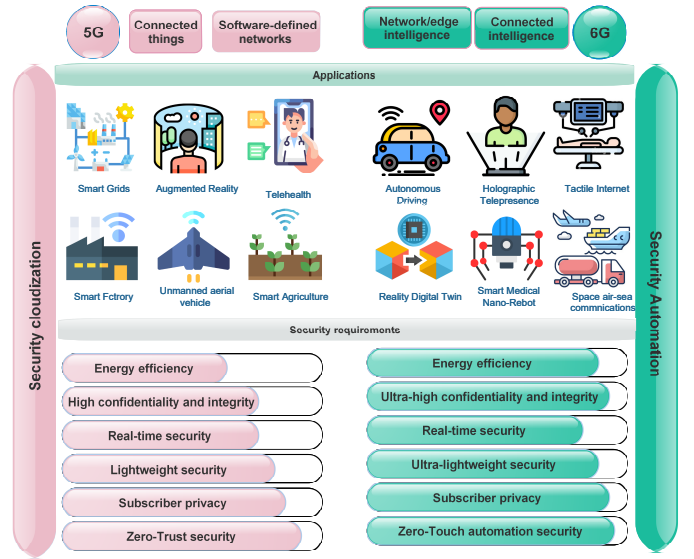 5G
Connected
things
Software-defined
networks
Network/edge
intelligence
Connected
intelligence
6G
Applications
Smart Grids
Augmented Reality
Telehealth
Autonomous
Driving
Holographic
Telepresence
Tactile Internet
Smart Fctrory
Unmanned aerial
vehicle
Smart Agriculture
Reality Digital Twin
Smart Medical
Nano-Rebot
Space air-sea
commnications
Security cloudization
Security Automation
Security roquiromonts
Energy efficiency
High confidentiality and integrity
Real-time security
Lightweight security
Subscriber privacy
Zero-Trust security
Energy efficiency
Ultra-high confidentiality and integrity
Real-time security
Ultra-lightweight security
Subscriber privacy
Zero-Touch automation security